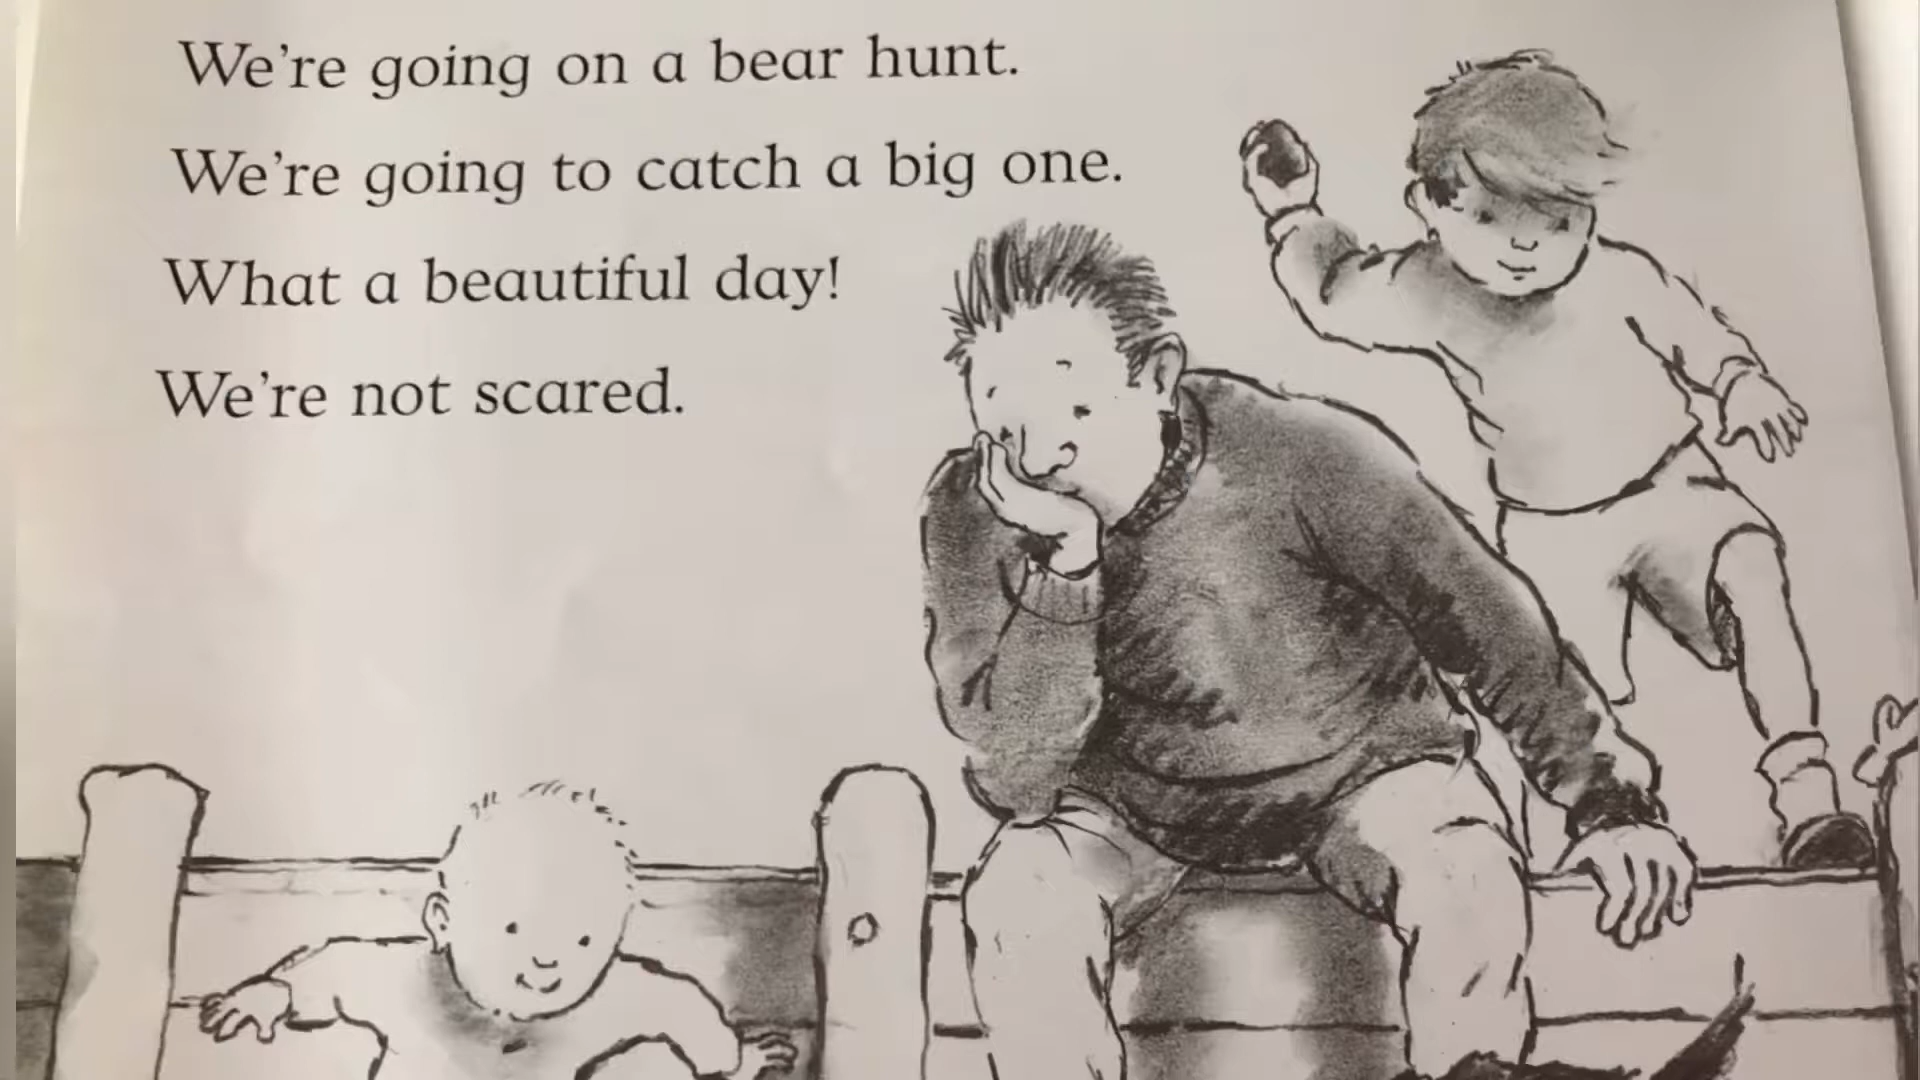 We're going on a bear hunt.
We're going to catch a big one.
What a beautiful day!
We're not scared.